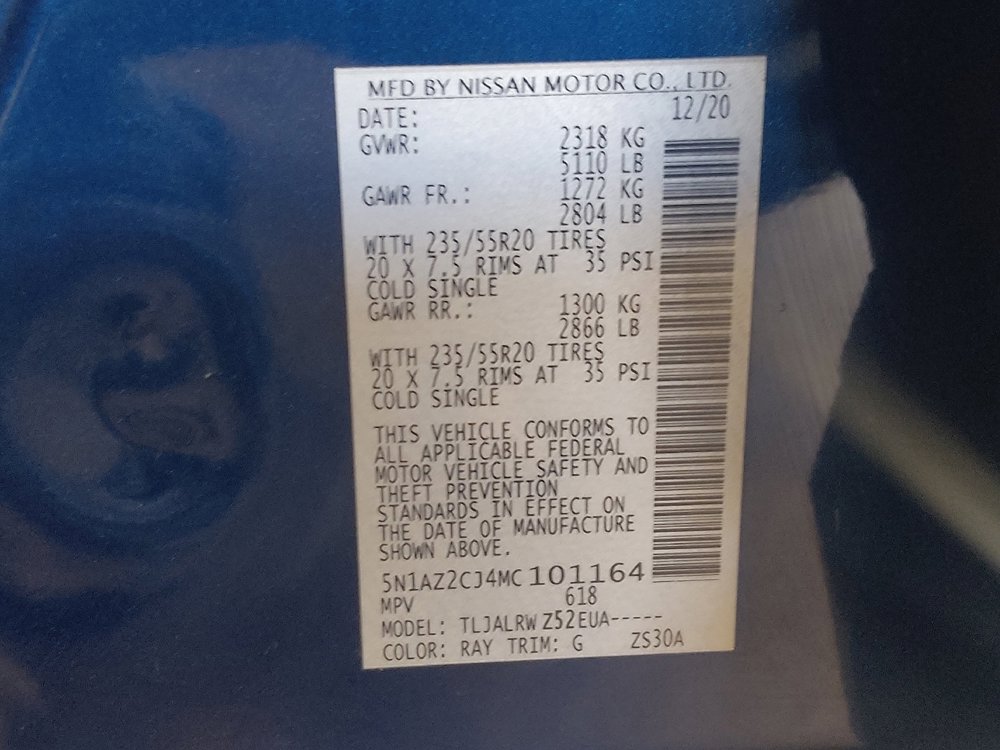 MFD BY NISSAN MOTOR CO., LTD.
DATE: 12/20
GVWR: 2318 KG
5110 LB
GAWR FR.: 1272 KG
2804 LB
WITH 235/55R20 TIRES
20 X 7.5 RIMS AT 35 PSI
COLD SINGLE
GAWR RR.: 1300 KG
2866 LB
WITH 235/55R20 TIRES
20 X 7.5 RIMS AT 35 PSI
COLD SINGLE
THIS VEHICLE CONFORMS TO
ALL APPLICABLE FEDERAL
MOTOR VEHICLE SAFETY AND
THEFT PREVENTION
STANDARDS IN EFFECT ON
THE DATE OF MANUFACTURE
SHOWN ABOVE.
5N1AZ2CJ4MC 101164
MPV 618
MODEL: TLJALRW Z52EUA-----
COLOR: RAY TRIM: G ZS30A